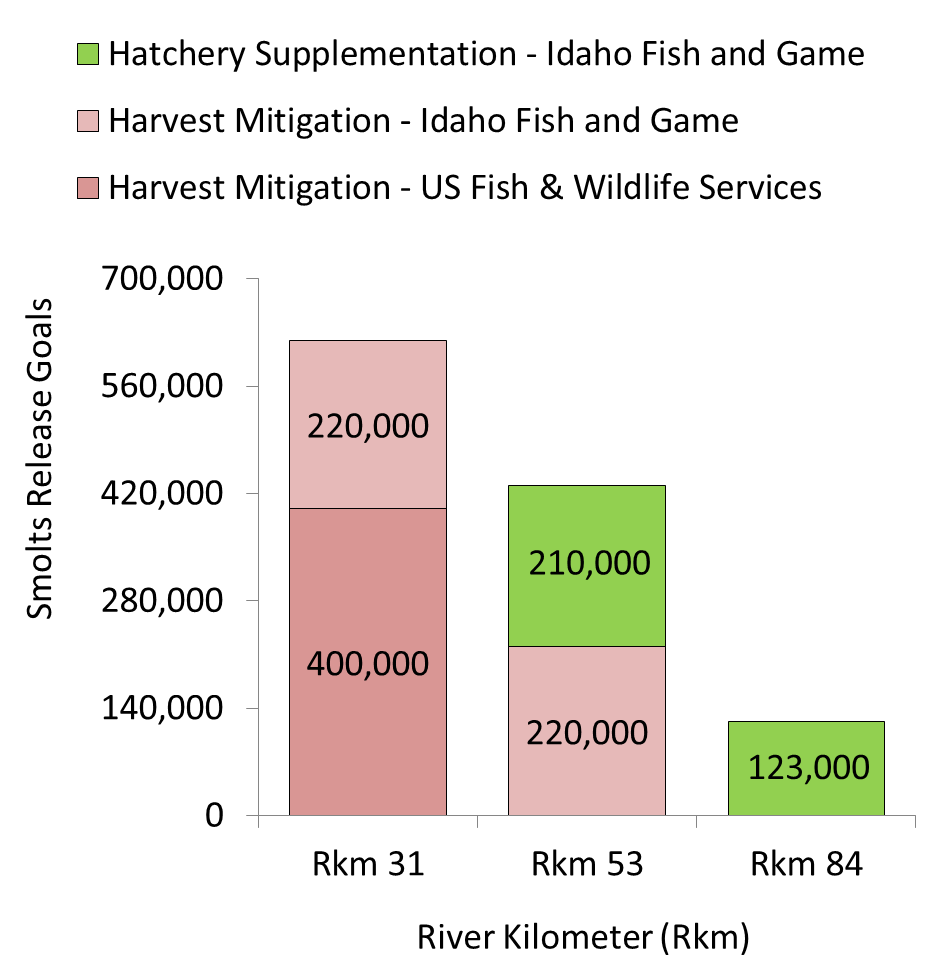 Hatchery Supplementation - Idaho Fish and Game
Harvest Mitigation - Idaho Fish and Game
Harvest Mitigation - US Fish & Wildlife Services
Smolts Release Goals
700,000
560,000
420,000
280,000
140,000
0
220,000
400,000
210,000
220,000
123,000
Rkm 31
Rkm 53
Rkm 84
River Kilometer (Rkm)